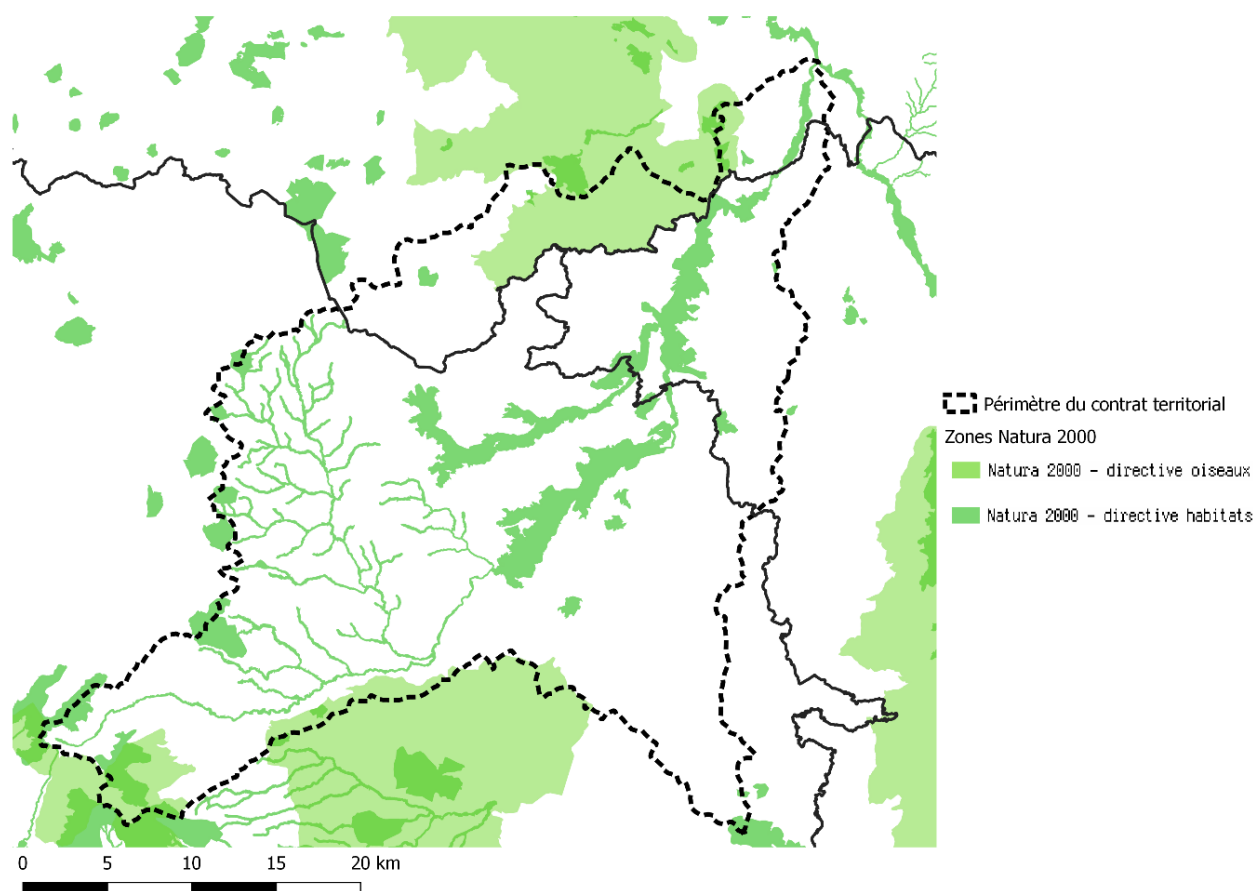 Périmètre du contrat territorial
Zones Natura 2000
Natura 2000 - directive oiseaux
Natura 2000 - directive habitats
0 5 10 15 20 km